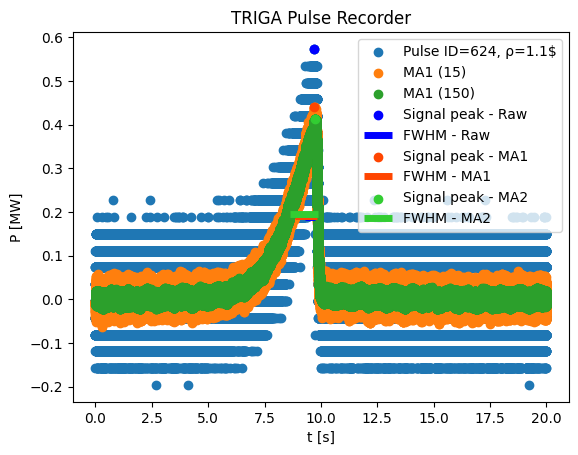 TRIGA Pulse Recorder
P [MW]
0.6
0.5
0.4
0.3
0.2
0.1
0.0
−0.1
−0.2
Pulse ID=624, ρ=1.1$
MA1 (15)
MA1 (150)
Signal peak - Raw
FWHM - Raw
Signal peak - MA1
FWHM - MA1
Signal peak - MA2
FWHM - MA2
0.0 2.5 5.0 7.5 10.0 12.5 15.0 17.5 20.0
t [s]